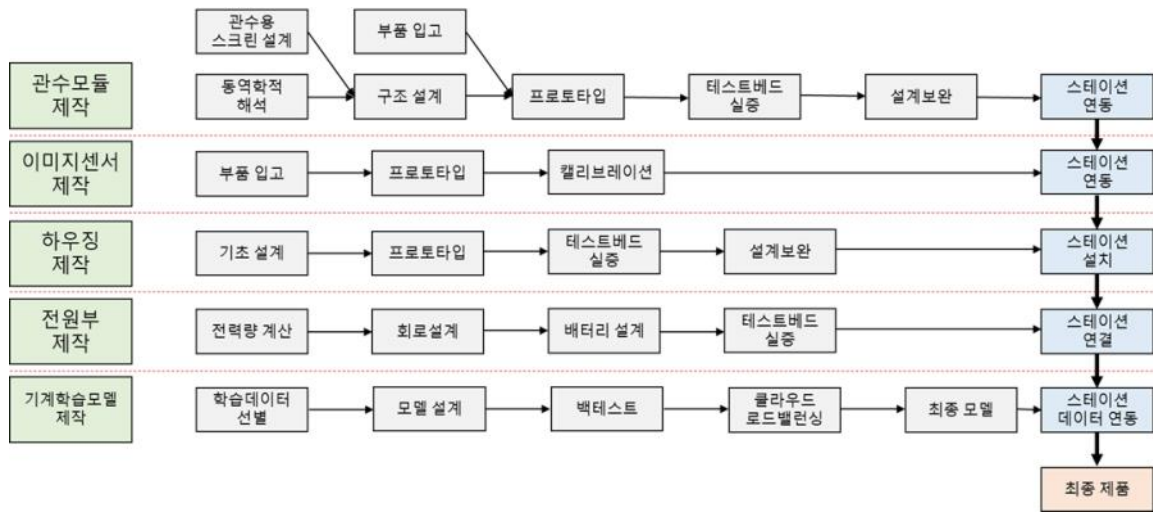 관수용
스크린 설계
부품 입고
관수모듈
제작
동역학적
해석
구조 설계
프로토타입
테스트베드
실증
설계보완
스테이션
연동
이미지센서
제작
부품 입고
프로토타입
캘리브레이션
스테이션
연동
하우징
제작
기초 설계
프로토타입
테스트베드
실증
설계보완
스테이션
설치
전원부
제작
전력량 계산
회로설계
배터리 설계
테스트베드
실증
스테이션
연결
기계학습모델
제작
학습데이터
선별
모델 설계
백테스트
클라우드
로드밸런싱
최종 모델
스테이션
데이터 연동
최종 제품